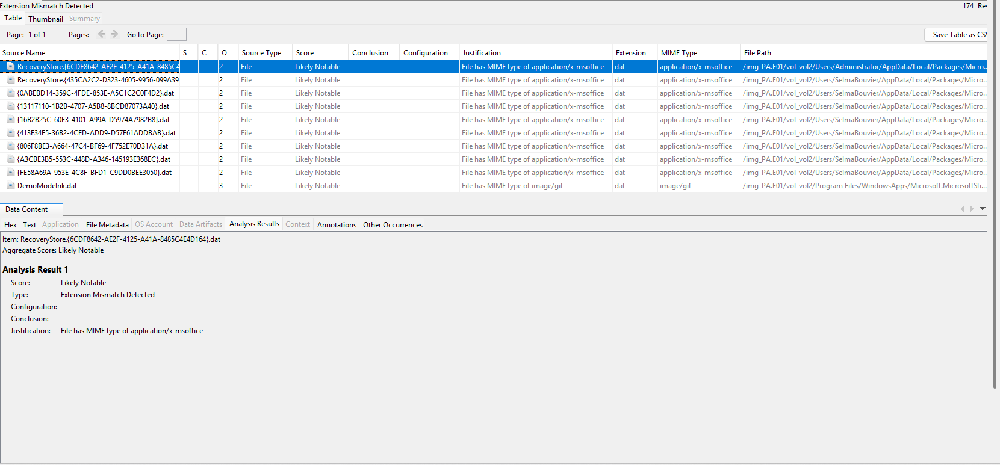 Extension Mismatch Detected 174 Res
Table Thumbnail Summary
Page: 1 of 1 Pages: Go to Page: Save Table as CSV
Source Name S C O Source Type Score Conclusion Configuration Justification Extension MIME Type File Path
RecoveryStore.{6CDF8642-AE2F-4125-A41A-8485C4 2 File Likely Notable File has MIME type of application/x-msoffice dat application/x-msoffice /img_PA.E01/vol_vol2/Users/Administrator/AppData/Local/Packages/Micro...
RecoveryStore.{435CA2C2-D323-4605-9956-099A39 2 File Likely Notable File has MIME type of application/x-msoffice dat application/x-msoffice /img_PA.E01/vol_vol2/Users/SelmaBouvier/AppData/Local/Packages/Micro...
{0ABEBD14-359C-4FDE-853E-A5C1C2C0F4D2}.dat 2 File Likely Notable File has MIME type of application/x-msoffice dat application/x-msoffice /img_PA.E01/vol_vol2/Users/SelmaBouvier/AppData/Local/Packages/Micro...
{13117110-1B2B-4707-A5B8-8BCD87073A40}.dat 2 File Likely Notable File has MIME type of application/x-msoffice dat application/x-msoffice /img_PA.E01/vol_vol2/Users/SelmaBouvier/AppData/Local/Packages/Micro...
{16B2B25C-60E3-4101-A99A-D5974A7982B8}.dat 2 File Likely Notable File has MIME type of application/x-msoffice dat application/x-msoffice /img_PA.E01/vol_vol2/Users/SelmaBouvier/AppData/Local/Packages/Micro...
{413E34F5-36B2-4CFD-ADD9-D57E61ADDBAB}.dat 2 File Likely Notable File has MIME type of application/x-msoffice dat application/x-msoffice /img_PA.E01/vol_vol2/Users/SelmaBouvier/AppData/Local/Packages/Micro...
{806F8BE3-A664-47C4-BF69-4F752E70D31A}.dat 2 File Likely Notable File has MIME type of application/x-msoffice dat application/x-msoffice /img_PA.E01/vol_vol2/Users/SelmaBouvier/AppData/Local/Packages/Micro...
{A3CBE3B5-553C-448D-A346-145193E368EC}.dat 2 File Likely Notable File has MIME type of application/x-msoffice dat application/x-msoffice /img_PA.E01/vol_vol2/Users/SelmaBouvier/AppData/Local/Packages/Micro...
{FE58A69A-953E-4C8F-BFD1-C9DD0BEE3050}.dat 2 File Likely Notable File has MIME type of application/x-msoffice dat application/x-msoffice /img_PA.E01/vol_vol2/Users/SelmaBouvier/AppData/Local/Packages/Micro...
DemoModeInk.dat 3 File Likely Notable File has MIME type of image/gif dat image/gif /img_PA.E01/vol_vol2/Program Files/WindowsApps/Microsoft.MicrosoftSti...
Data Content
Hex Text Application File Metadata OS Account Data Artifacts Analysis Results Context Annotations Other Occurrences
Item: RecoveryStore.{6CDF8642-AE2F-4125-A41A-8485C4E4D164}.dat
Aggregate Score: Likely Notable
Analysis Result 1
Score: Likely Notable
Type: Extension Mismatch Detected
Configuration:
Conclusion:
Justification: File has MIME type of application/x-msoffice